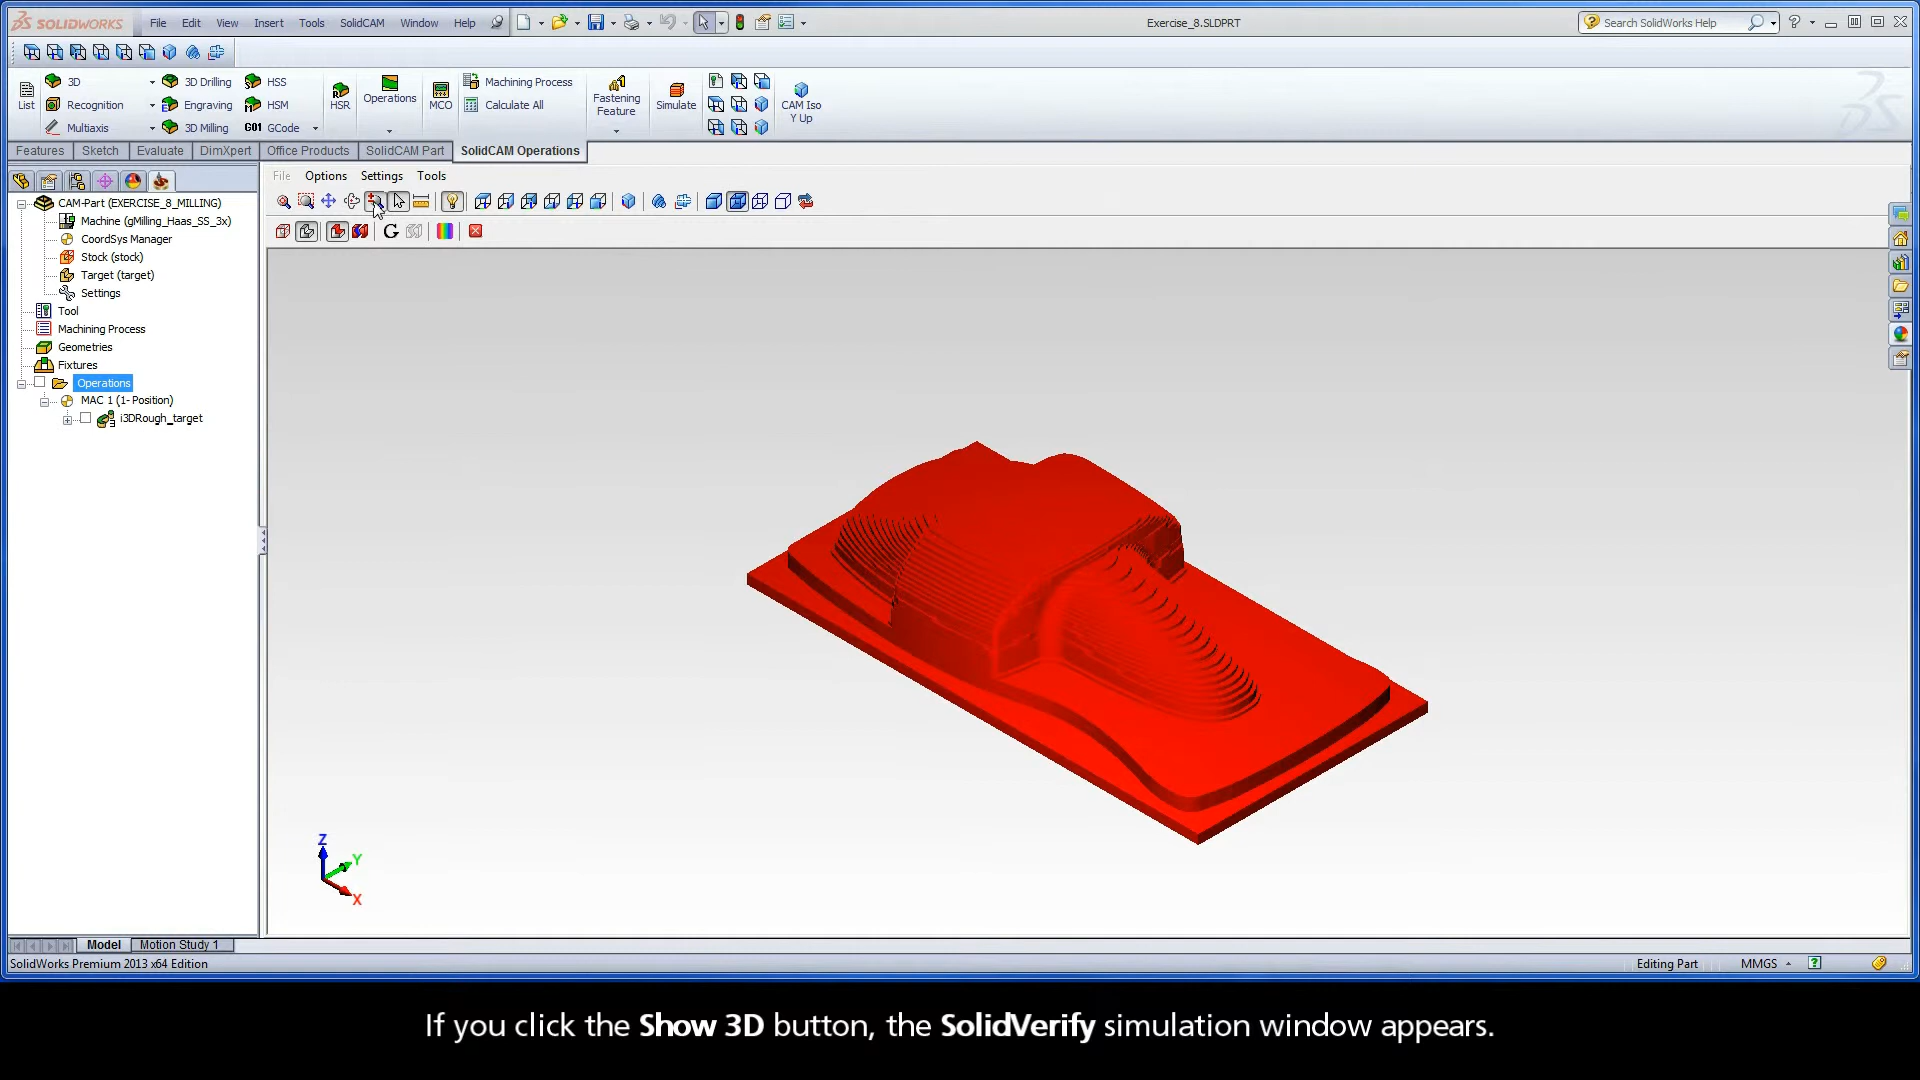 SOLIDWORKS File Edit View Insert Tools SolidCAM Window Help Exercise_8.SLDPRT Search SolidWorks Help
List 3D 3D Drilling HSS HSR Operations MCO Machining Process Fastening Feature Simulate CAM Iso Y Up
Recognition Engraving HSM Calculate All
Multiaxis 3D Milling G01 GCode
Features Sketch Evaluate DimXpert Office Products SolidCAM Part SolidCAM Operations
File Options Settings Tools
CAM-Part (EXERCISE_8_MILLING)
Machine (gMilling_Haas_SS_3x)
CoordSys Manager
Stock (stock)
Target (target)
Settings
Tool
Machining Process
Geometries
Fixtures
Operations
MAC 1 (1- Position)
i3DRough_target
Z
Y
X
Model Motion Study 1
SolidWorks Premium 2013 x64 Edition Editing Part MMGS
If you click the Show 3D button, the SolidVerify simulation window appears.